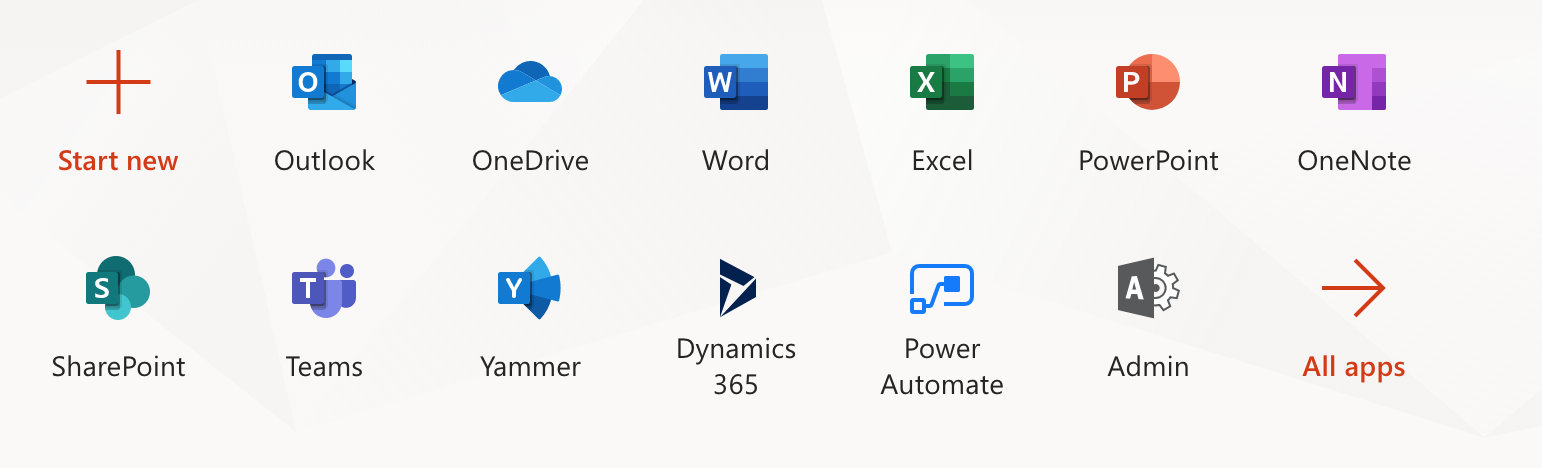 O W X P N
Start new Outlook OneDrive Word Excel PowerPoint OneNote
S T Y A
SharePoint Teams Yammer Dynamics 365 Power Automate Admin All apps